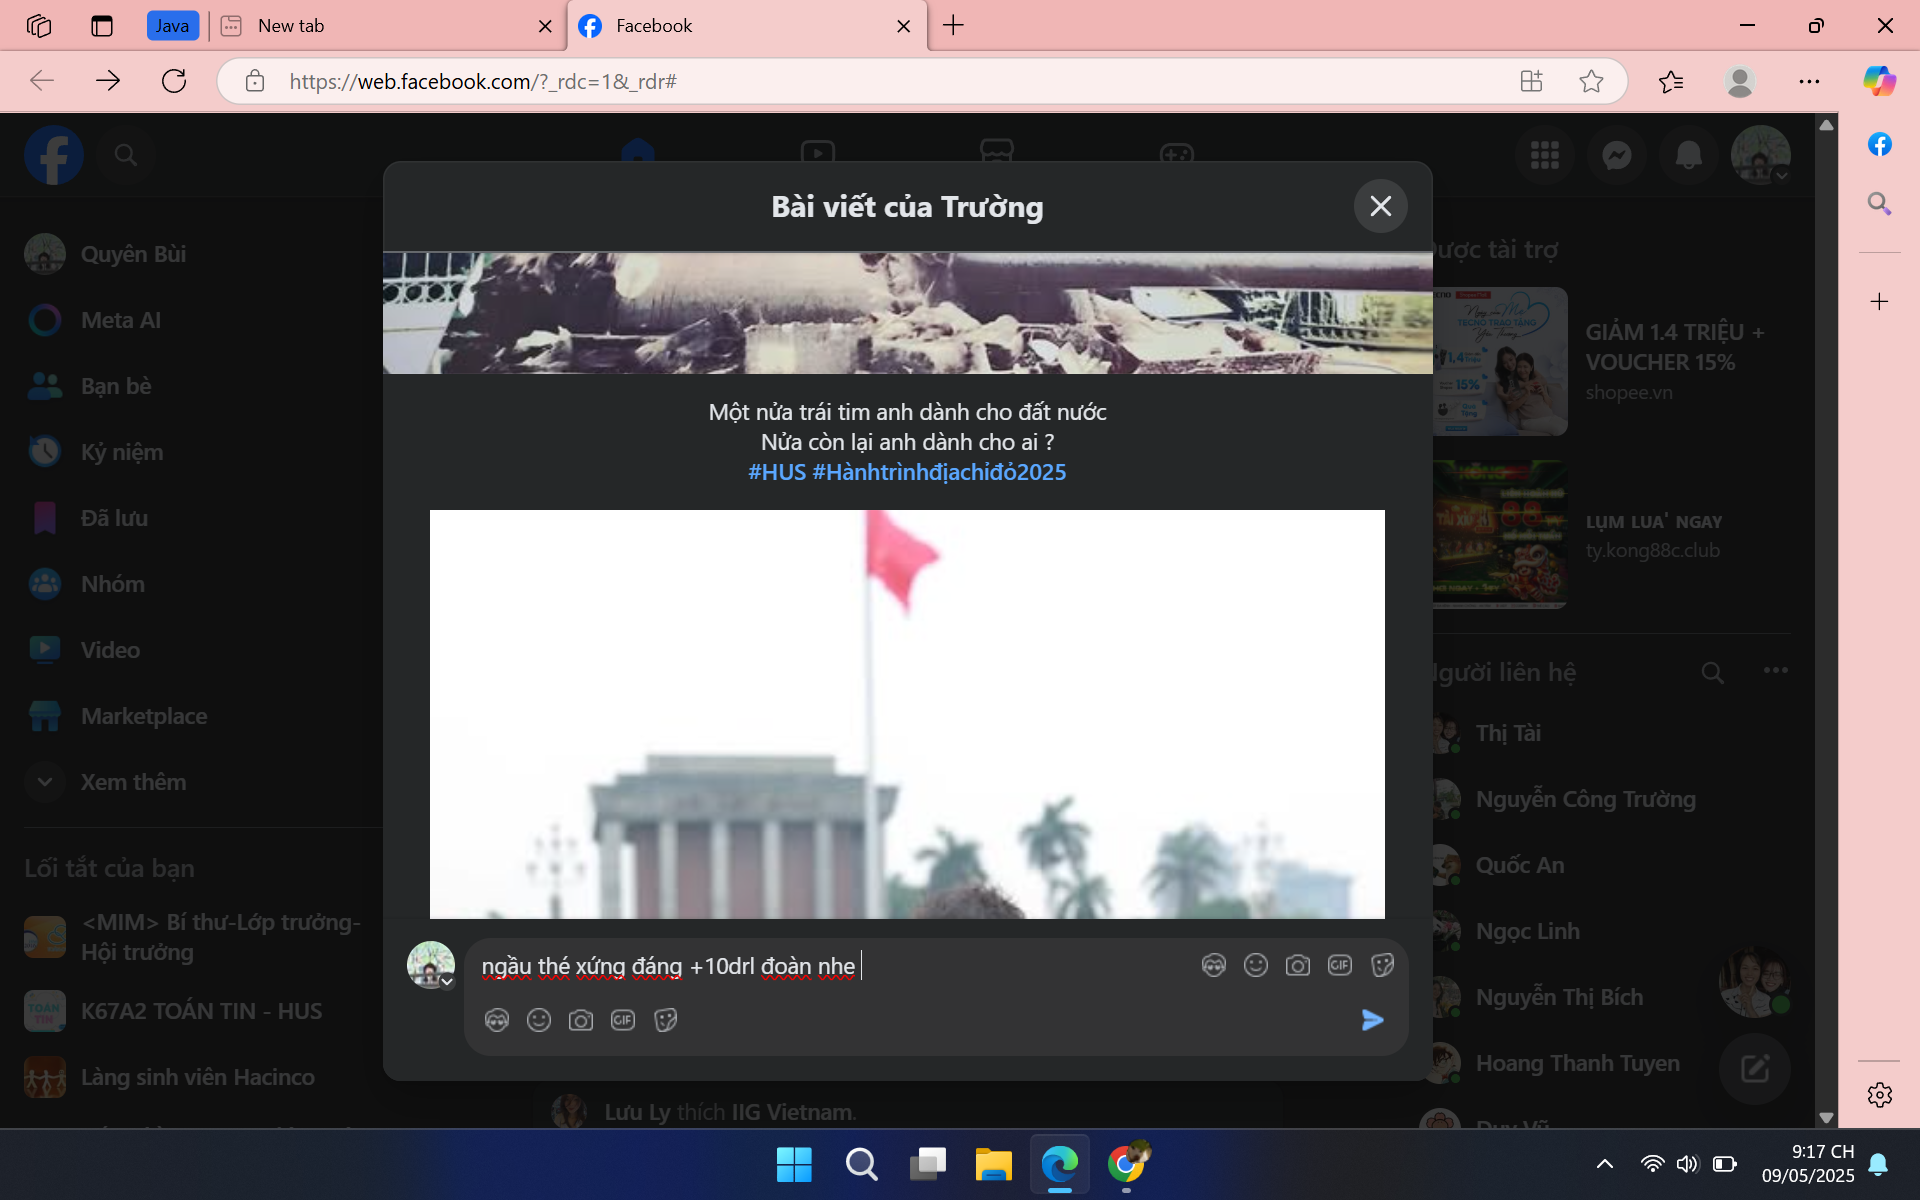 Java
New tab
Facebook
https://web.facebook.com/?_rdc=1&_rdr#
Bài viết của Trường
Quyên Bùi
Meta AI
Bạn bè
Kỷ niệm
Đã lưu
Nhóm
Video
Marketplace
Xem thêm
Lối tắt của bạn
<MIM> Bí thư-Lớp trưởng-
Hội trưởng
K67A2 TOÁN TIN - HUS
Làng sinh viên Hacinco
Một nửa trái tim anh dành cho đất nước
Nửa còn lại anh dành cho ai ?
#HUS #Hànhtrìnhđịachỉđỏ2025
ngầu thé xứng đáng +10drl đoàn nhe
GIF
GIF
Lưu Ly thích IIG Vietnam.
Được tài trợ
GIẢM 1.4 TRIỆU +
VOUCHER 15%
shopee.vn
LỤM LUA' NGAY
ty.kong88c.club
Người liên hệ
Thị Tài
Nguyễn Công Trường
Quốc An
Ngọc Linh
Nguyễn Thị Bích
Hoang Thanh Tuyen
Duy Vũ
9:17 CH
09/05/2025